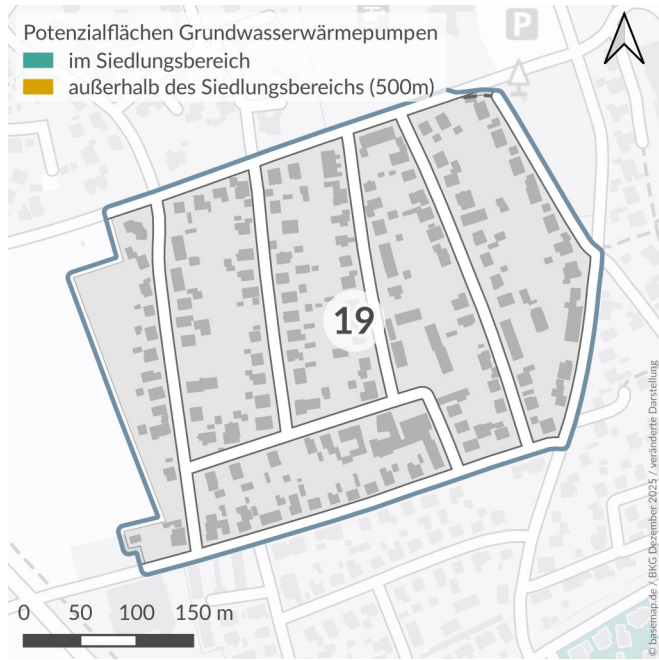 Potenzialflächen Grundwasserwärmepumpen
im Siedlungsbereich
außerhalb des Siedlungsbereichs (500m)
P
19
0 50 100 150 m
© basemap.de / BKG Dezember 2025 / veränderte Darstellung